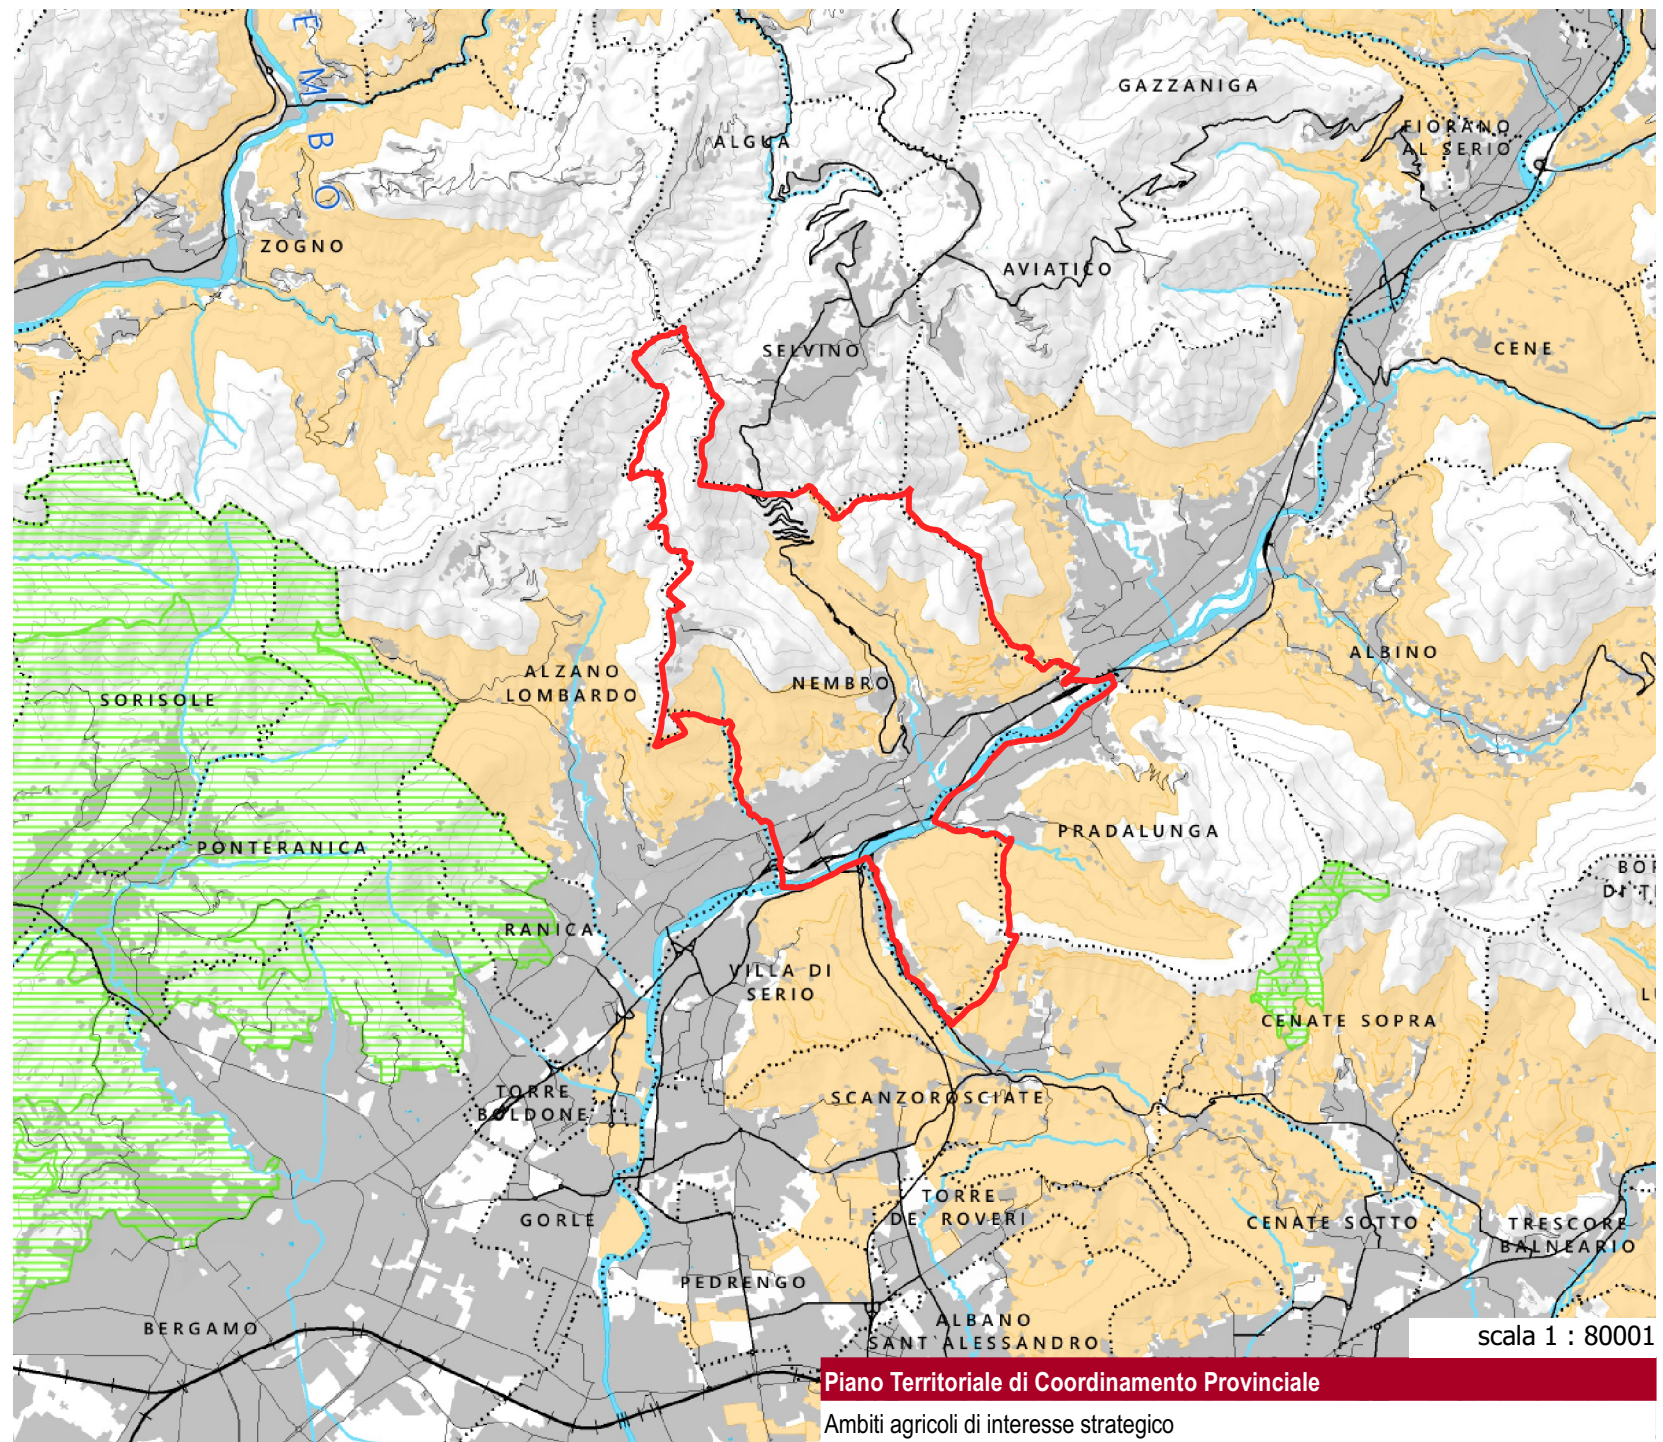 E
M
B
O
GAZZANIGA
FIORANO
AL SERIO
ALGUA
ZOGNO
AVIATICO
SELVINO
CENE
ALBINO
ALZANO
LOMBARDO
NEMBRO
SORISOLE
PRADALUNGA
PONTERANICA
RANICA
VILLA DI
SERIO
CENATE SOPRA
TORRE
BOLDONE
SCANZOROSCIATE
TORRE
DE' ROVERI
GORLE
CENATE SOTTO
TRESCORE
BALNEARIO
PEDRENGO
BERGAMO
ALBANO
SANT'ALESSANDRO
scala 1 : 80001
Piano Territoriale di Coordinamento Provinciale
Ambiti agricoli di interesse strategico